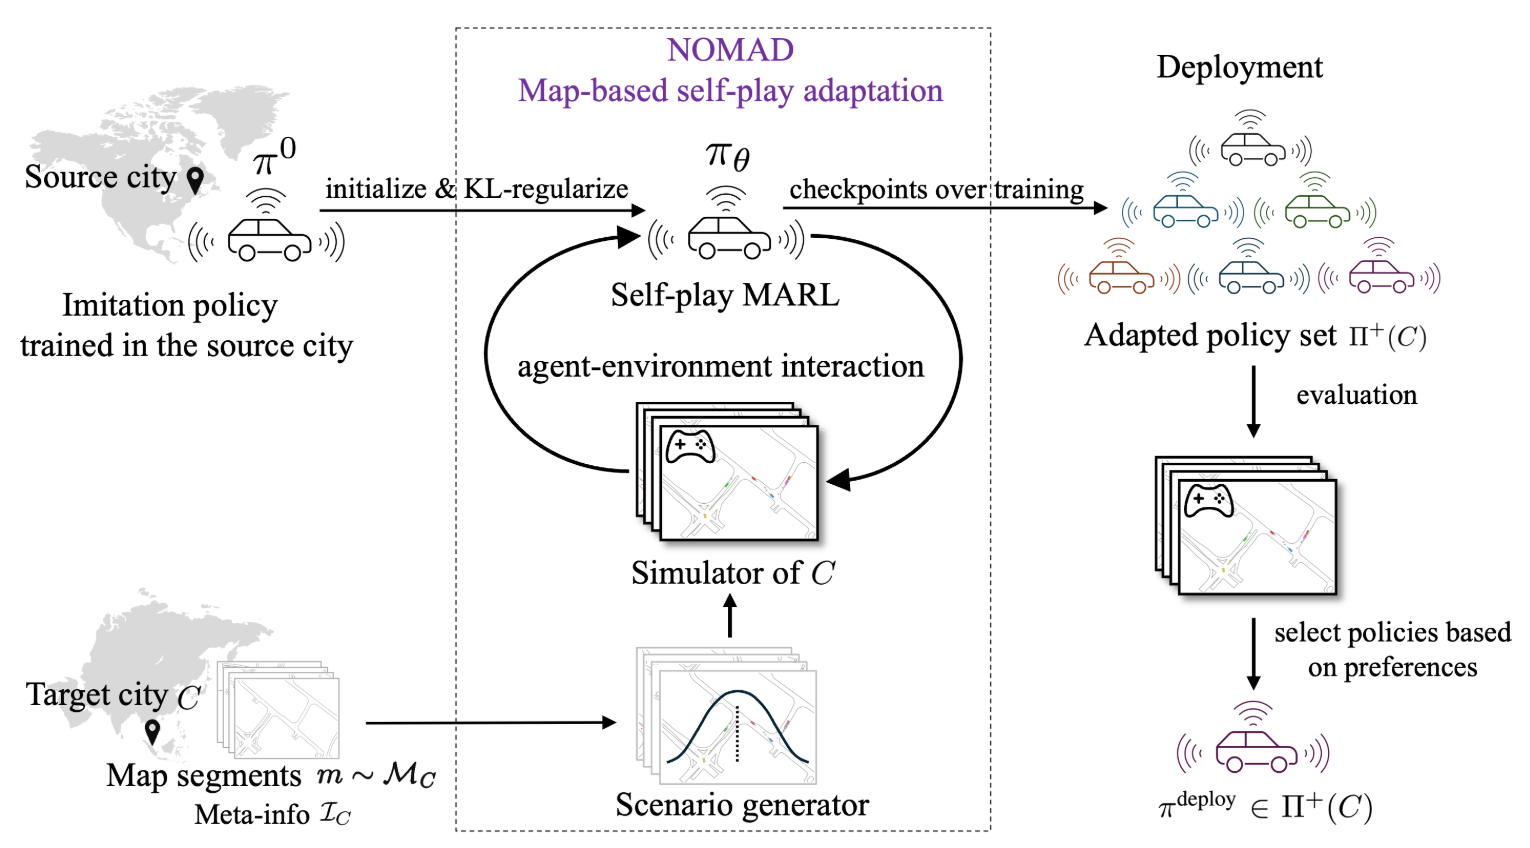 NOMAD
Map-based self-play adaptation
Source city
π⁰
Imitation policy
trained in the source city
initialize & KL-regularize
π_θ
Self-play MARL
agent-environment interaction
Simulator of C
checkpoints over training
Target city C
Map segments m ∼ ℳ_C
Meta-info ℐ_C
Scenario generator
Deployment
Adapted policy set Π⁺(C)
evaluation
select policies based
on preferences
π^deploy ∈ Π⁺(C)